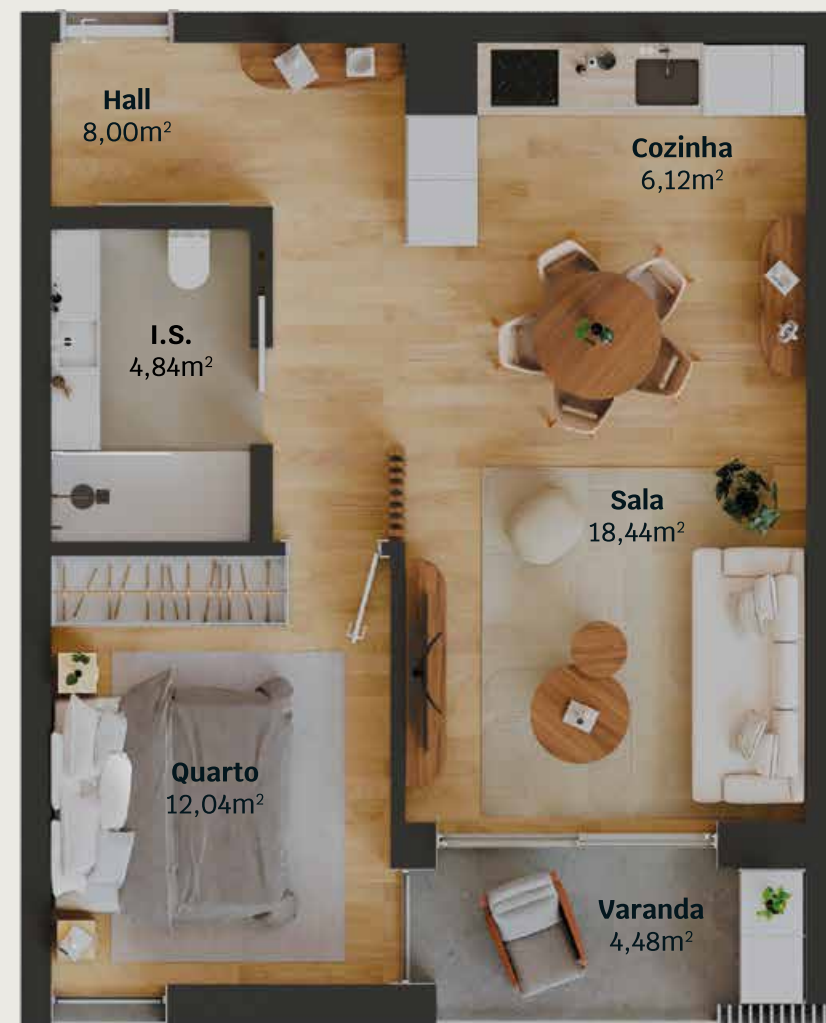 Hall
8,00m²
Cozinha
6,12m²
I.S.
4,84m²
Sala
18,44m²
Quarto
12,04m²
Varanda
4,48m²